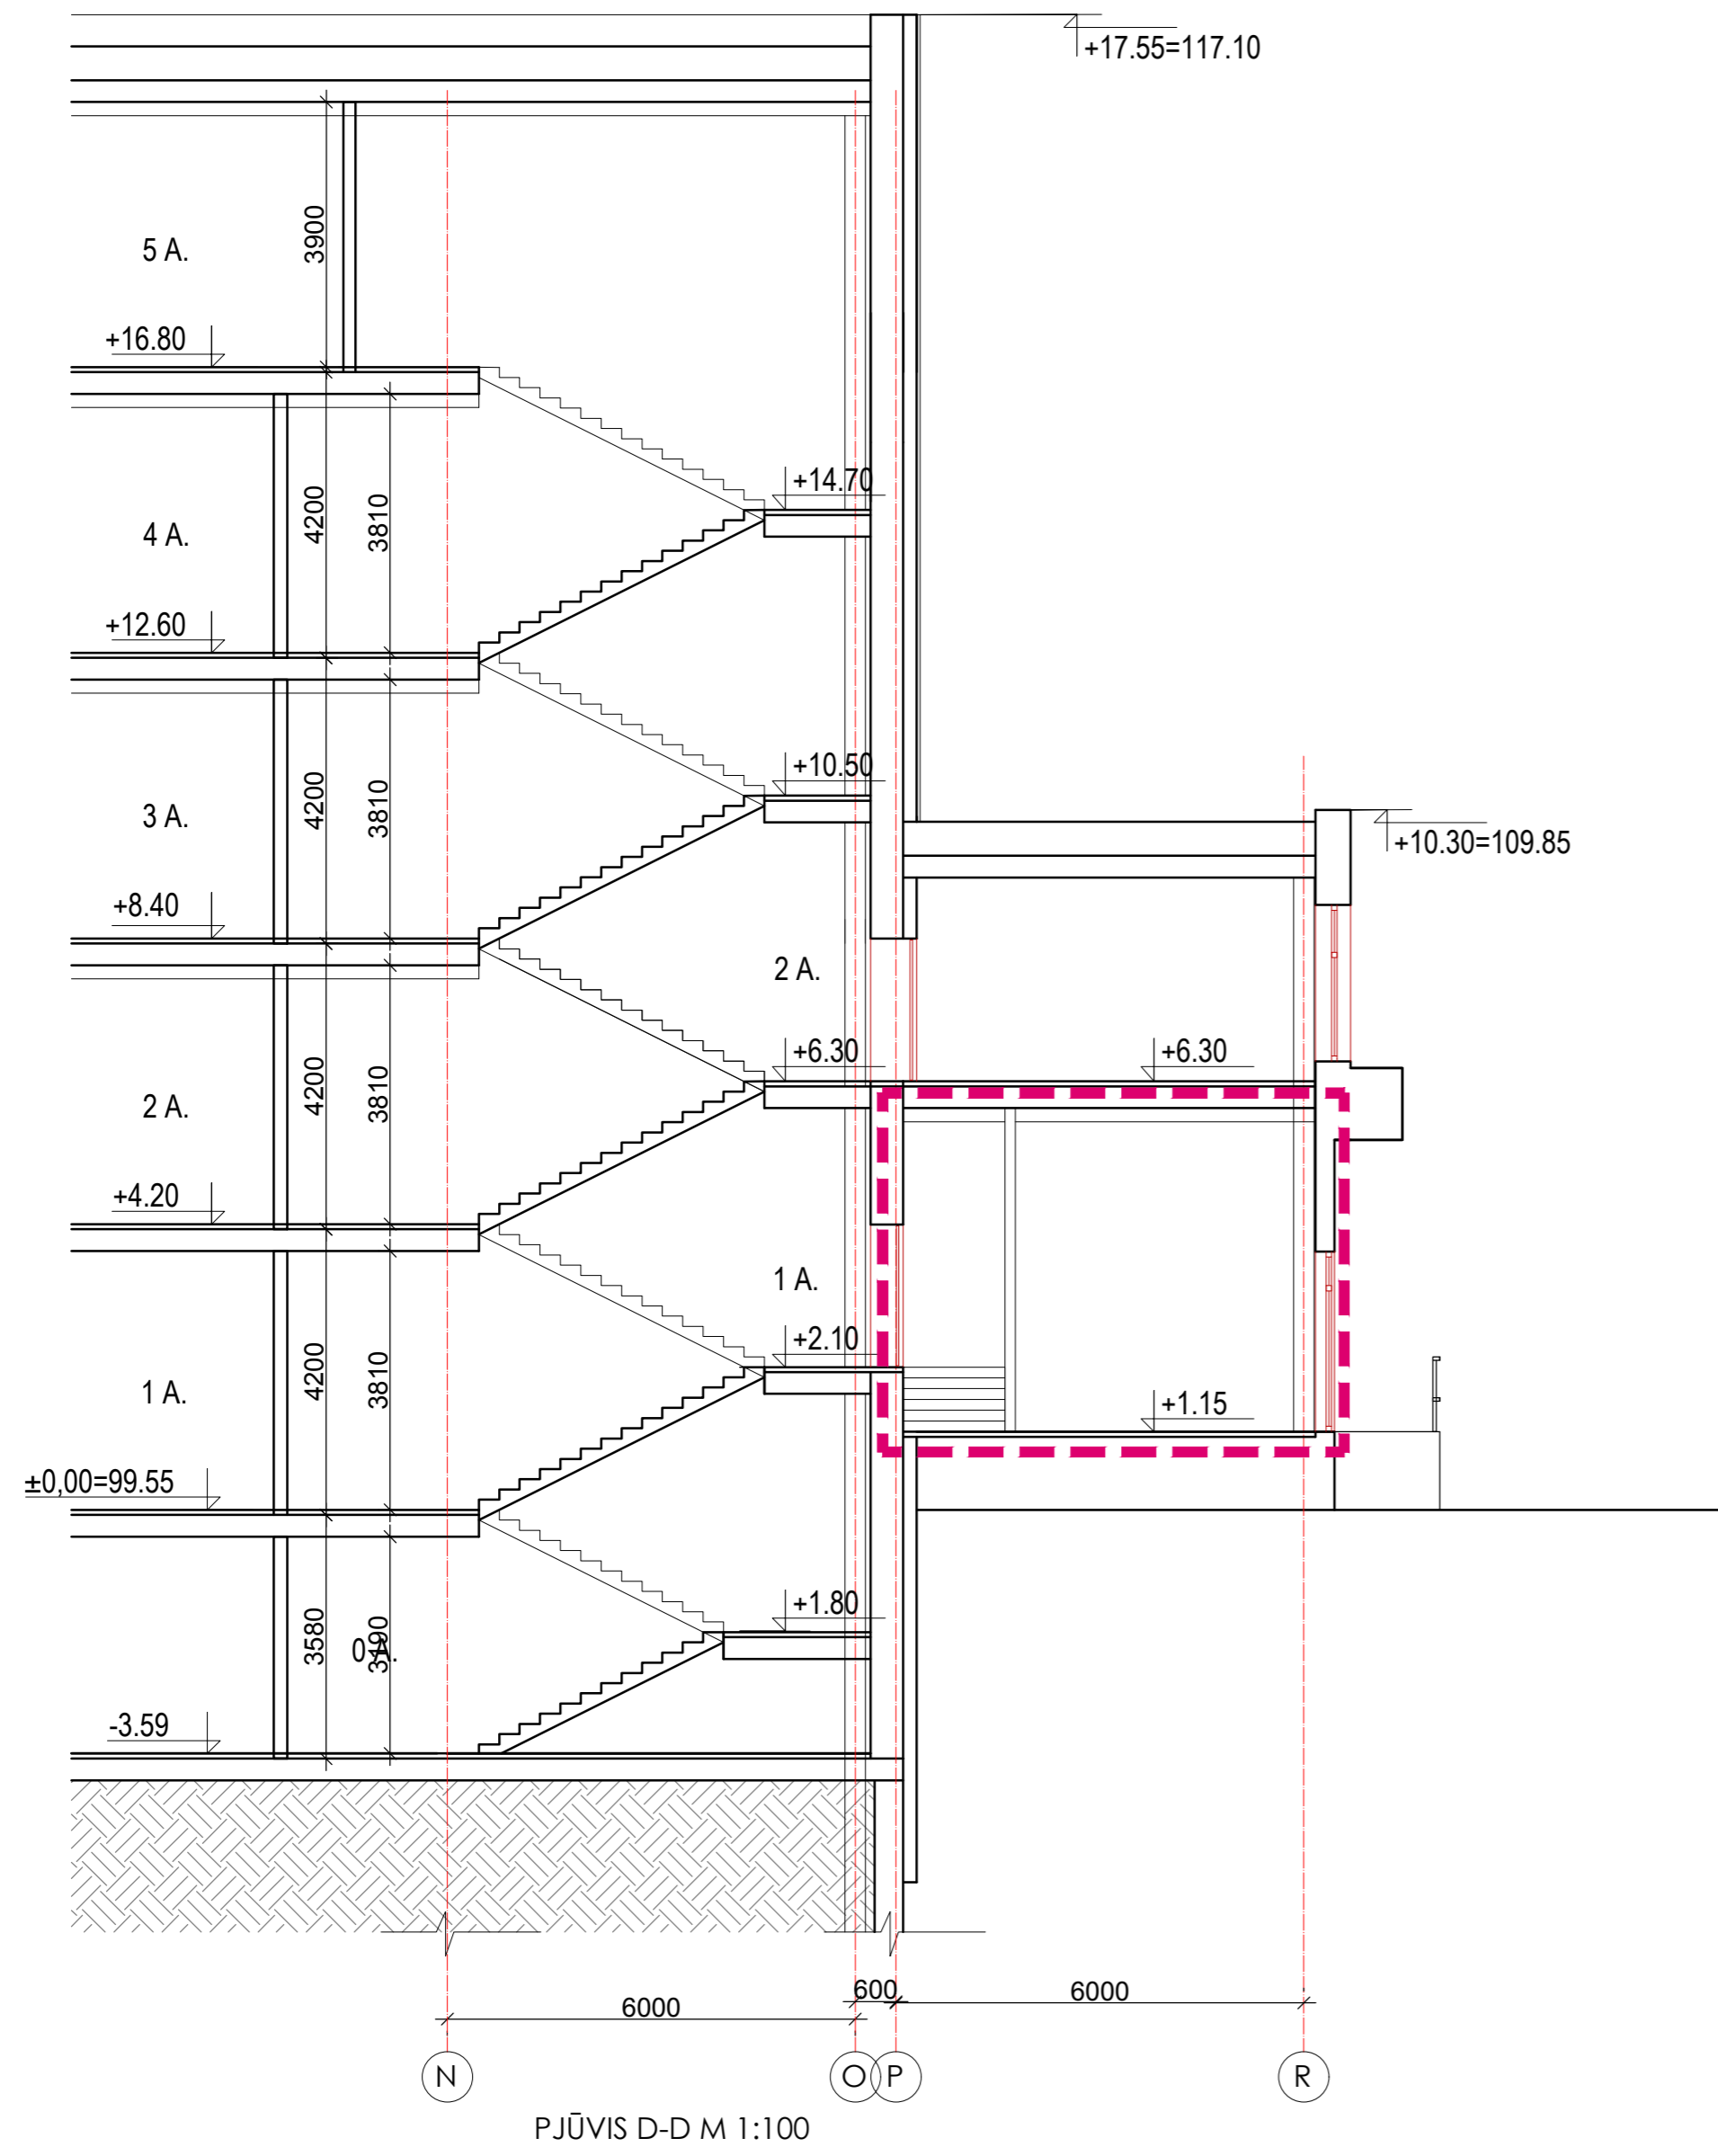 +17.55=117.10
5 A.
3900
+16.80
+14.70
4 A.
4200
3810
+12.60
+10.50
3 A.
4200
3810
+10.30=109.85
+8.40
2 A.
+6.30
+6.30
2 A.
4200
3810
+4.20
1 A.
+2.10
1 A.
4200
3810
+1.15
±0,00=99.55
+1.80
0 A.
3580
3190
-3.59
6000
600
6000
N
O
P
R
PJŪVIS D-D M 1:100